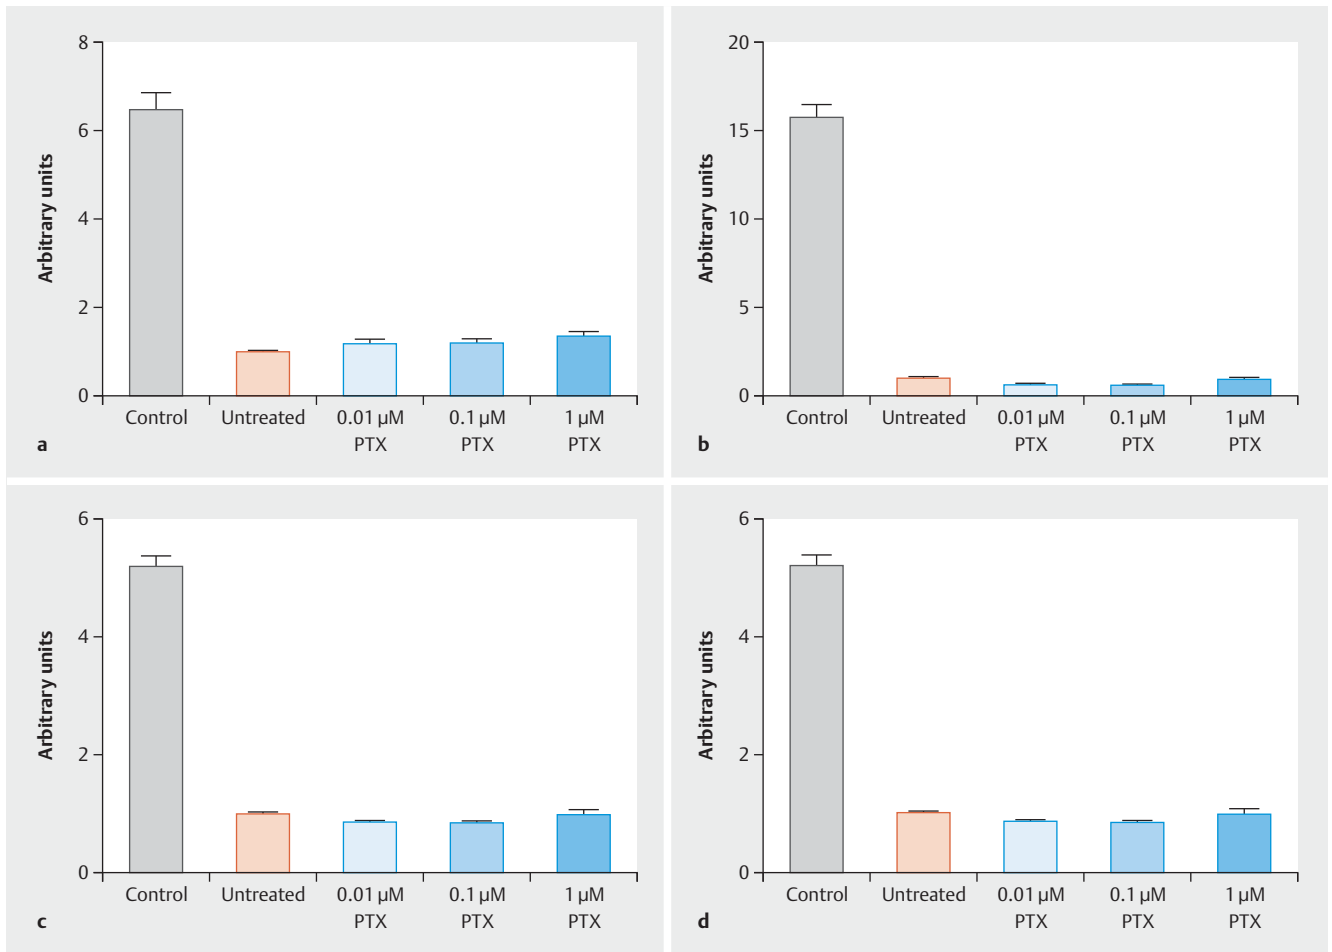 8
6
4
2
0
Arbitrary units
Control
Untreated
0.01 µM
PTX
0.1 µM
PTX
1 µM
PTX
a
20
15
10
5
0
Arbitrary units
Control
Untreated
0.01 µM
PTX
0.1 µM
PTX
1 µM
PTX
b
6
4
2
0
Arbitrary units
Control
Untreated
0.01 µM
PTX
0.1 µM
PTX
1 µM
PTX
c
6
4
2
0
Arbitrary units
Control
Untreated
0.01 µM
PTX
0.1 µM
PTX
1 µM
PTX
d